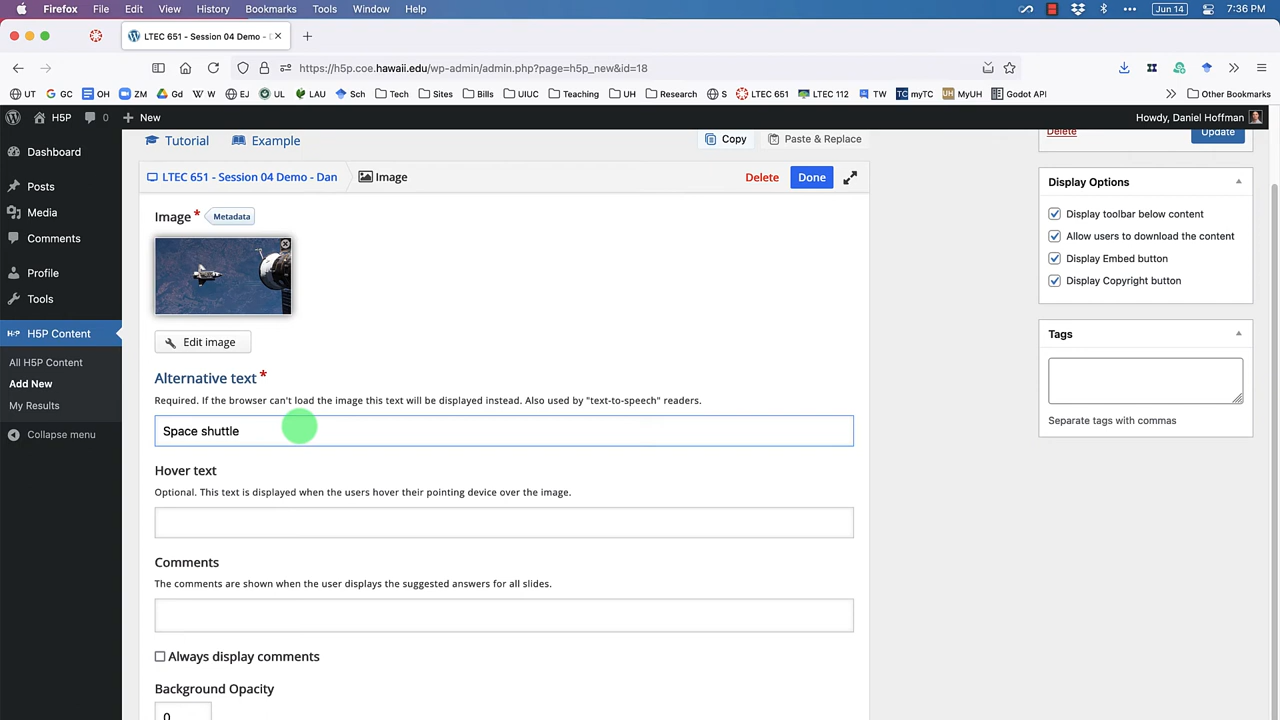 Firefox File Edit View History Bookmarks Tools Window Help Jun 14 7:36 PM
LTEC 651 - Session 04 Demo -
https://h5p.coe.hawaii.edu/wp-admin/admin.php?page=h5p_new&id=18
UT GC OH ZM Gd W EJ UL LAU Sch Tech Sites Bills UIUC Teaching UH Research S LTEC 651 LTEC 112 TW myTC MyUH Godot API Other Bookmarks
H5P 0 New Howdy, Daniel Hoffman
Dashboard
Posts
Media
Comments
Profile
Tools
H5P Content
All H5P Content
Add New
My Results
Collapse menu
Tutorial Example Copy Paste & Replace
LTEC 651 - Session 04 Demo - Dan Image Delete Done
Image * Metadata
Edit image
Alternative text *
Required. If the browser can't load the image this text will be displayed instead. Also used by "text-to-speech" readers.
Space shuttle
Hover text
Optional. This text is displayed when the users hover their pointing device over the image.
Comments
The comments are shown when the user displays the suggested answers for all slides.
Always display comments
Background Opacity
0
Delete Update
Display Options
Display toolbar below content
Allow users to download the content
Display Embed button
Display Copyright button
Tags
Separate tags with commas